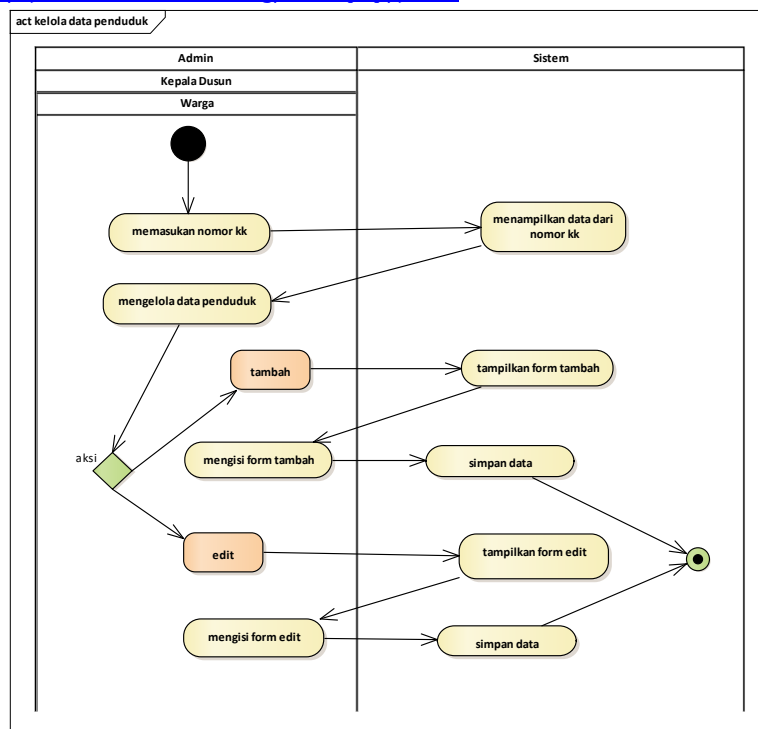 act kelola data penduduk
Admin
Sistem
Kepala Dusun
Warga
memasukan nomor kk
menampilkan data dari
nomor kk
mengelola data penduduk
tambah
tampilkan form tambah
aksi
mengisi form tambah
simpan data
edit
tampilkan form edit
mengisi form edit
simpan data